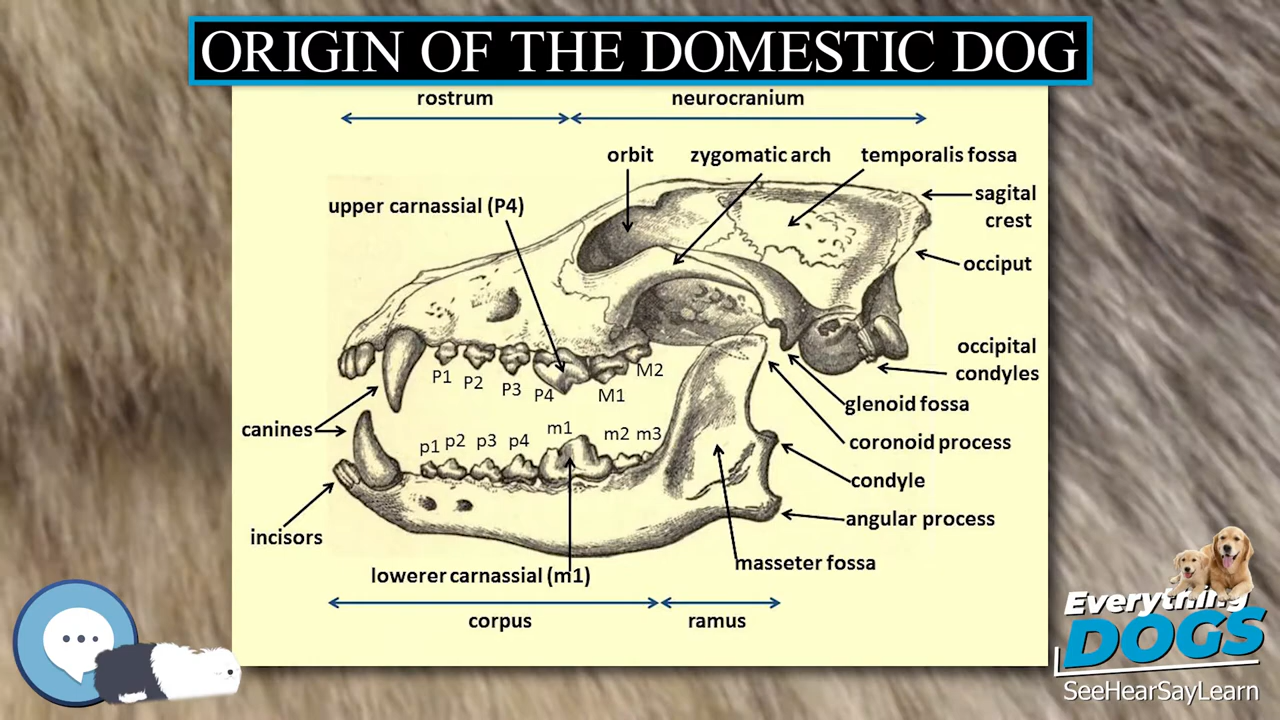 ORIGIN OF THE DOMESTIC DOG
rostrum
neurocranium
orbit
zygomatic arch
temporalis fossa
upper carnassial (P4)
sagital
crest
occiput
occipital
condyles
P1
P2
P3
P4
M1
M2
canines
glenoid fossa
coronoid process
p1
p2
p3
p4
m1
m2
m3
condyle
angular process
incisors
masseter fossa
lowerer carnassial (m1)
corpus
ramus
Everything
DOGS
SeeHearSayLearn